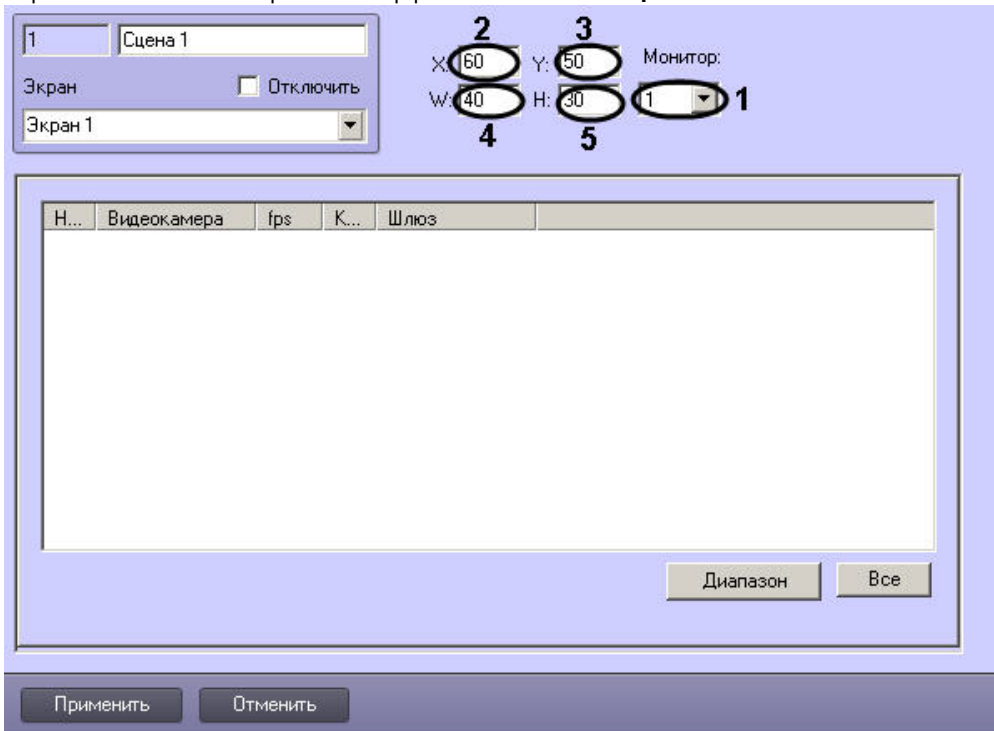 1 Сцена 1
Экран Отключить
Экран 1
2 3
X: 60 Y: 50 Монитор:
W: 40 H: 30 1 1
4 5
Н... Видеокамера fps К... Шлюз
Диапазон Все
Применить Отменить